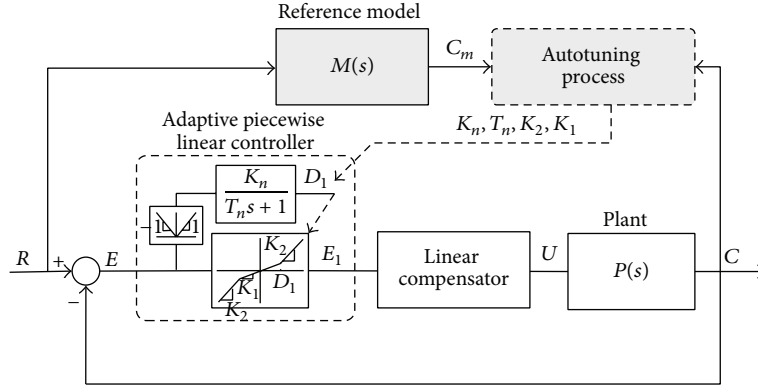 Reference model
M(s)
C_m
Autotuning
process
K_n, T_n, K_2, K_1
Adaptive piecewise
linear controller
K_n
T_n s + 1
D_1
−1
1
R
+
−
E
K_2
K_1
D_1
K_2
E_1
Linear
compensator
U
Plant
P(s)
C